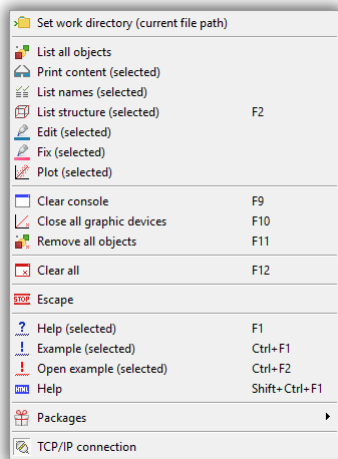 Set work directory (current file path)
List all objects
Print content (selected)
List names (selected)
List structure (selected) F2
Edit (selected)
Fix (selected)
Plot (selected)
Clear console F9
Close all graphic devices F10
Remove all objects F11
Clear all F12
STOP Escape
Help (selected) F1
Example (selected) Ctrl+F1
Open example (selected) Ctrl+F2
HTML Help Shift+Ctrl+F1
Packages
TCP/IP connection